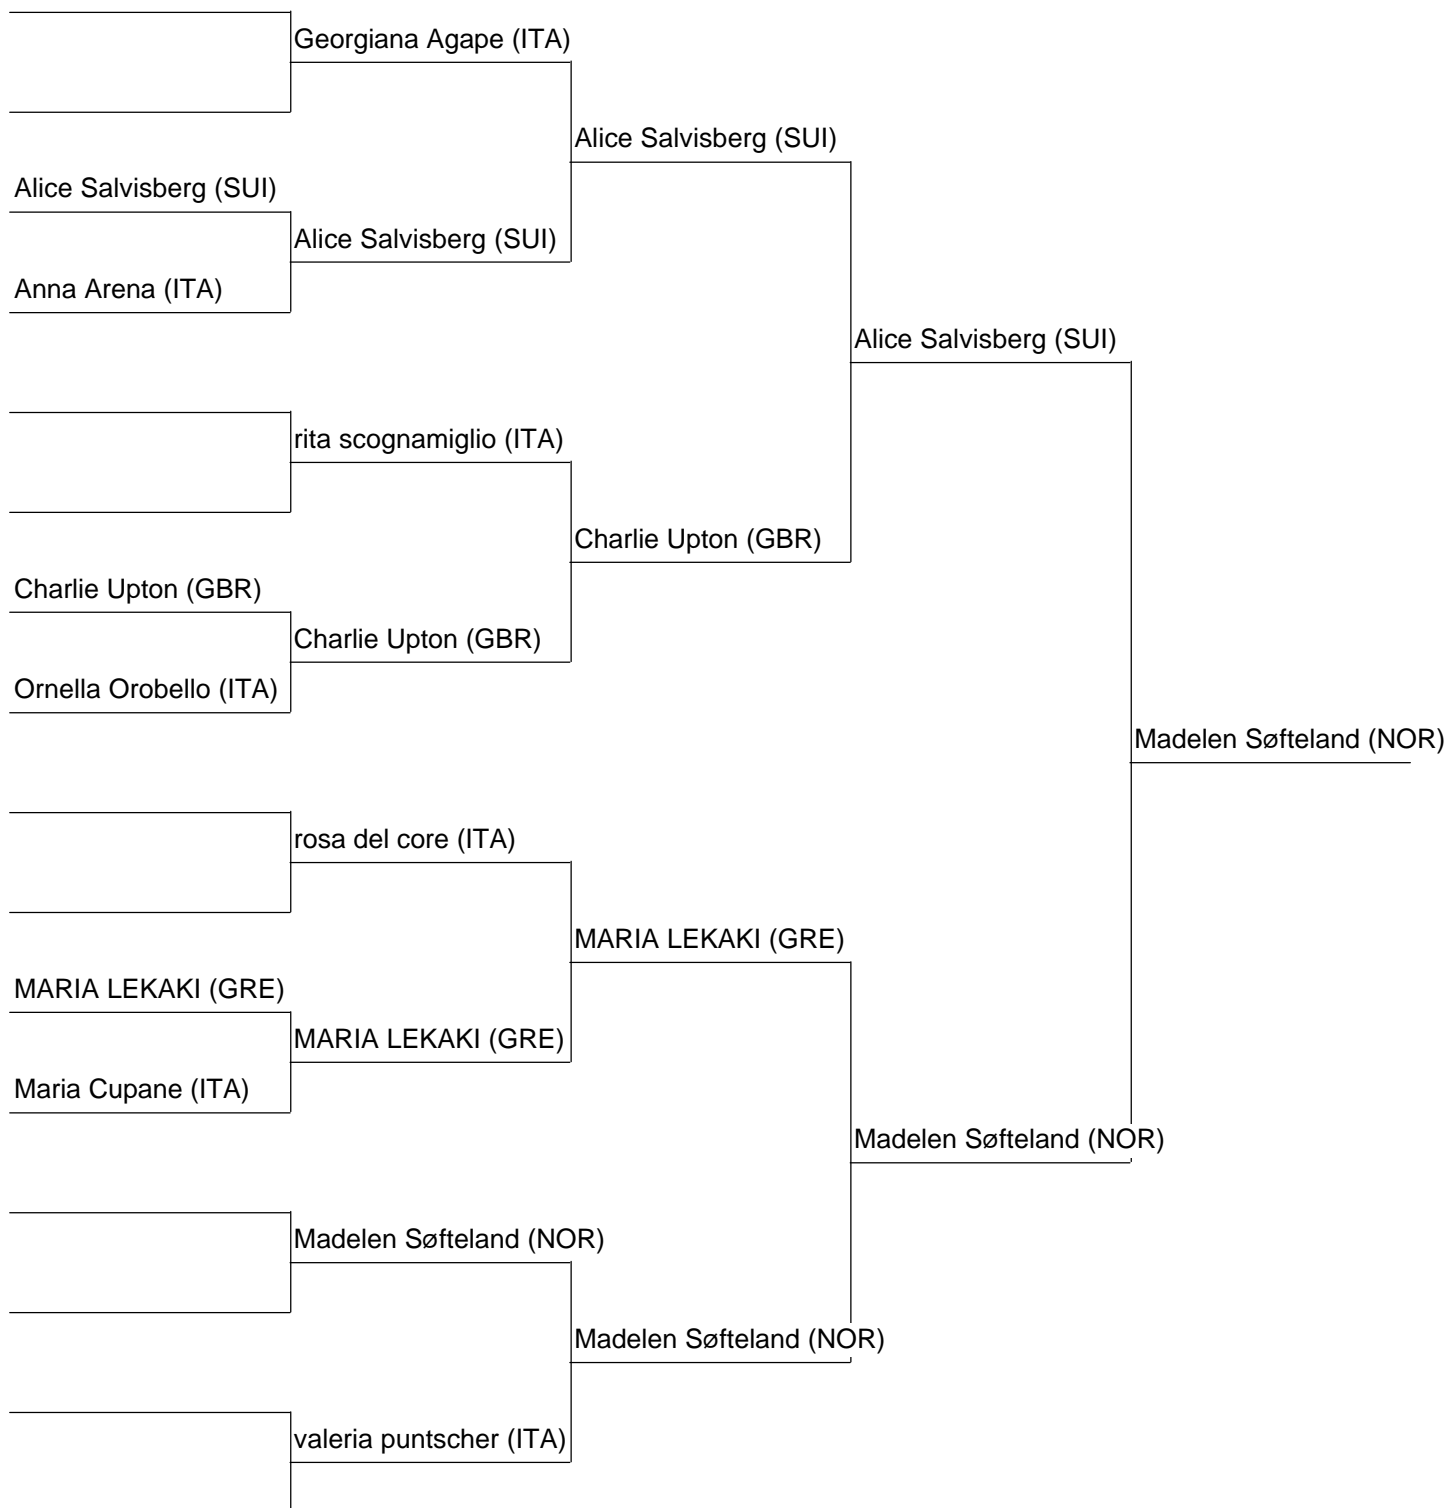 Georgiana Agape (ITA)
Alice Salvisberg (SUI)
Alice Salvisberg (SUI)
Alice Salvisberg (SUI)
Anna Arena (ITA)
Alice Salvisberg (SUI)
rita scognamiglio (ITA)
Charlie Upton (GBR)
Charlie Upton (GBR)
Charlie Upton (GBR)
Ornella Orobello (ITA)
Madelen Søfteland (NOR)
rosa del core (ITA)
MARIA LEKAKI (GRE)
MARIA LEKAKI (GRE)
MARIA LEKAKI (GRE)
Maria Cupane (ITA)
Madelen Søfteland (NOR)
Madelen Søfteland (NOR)
Madelen Søfteland (NOR)
valeria puntscher (ITA)